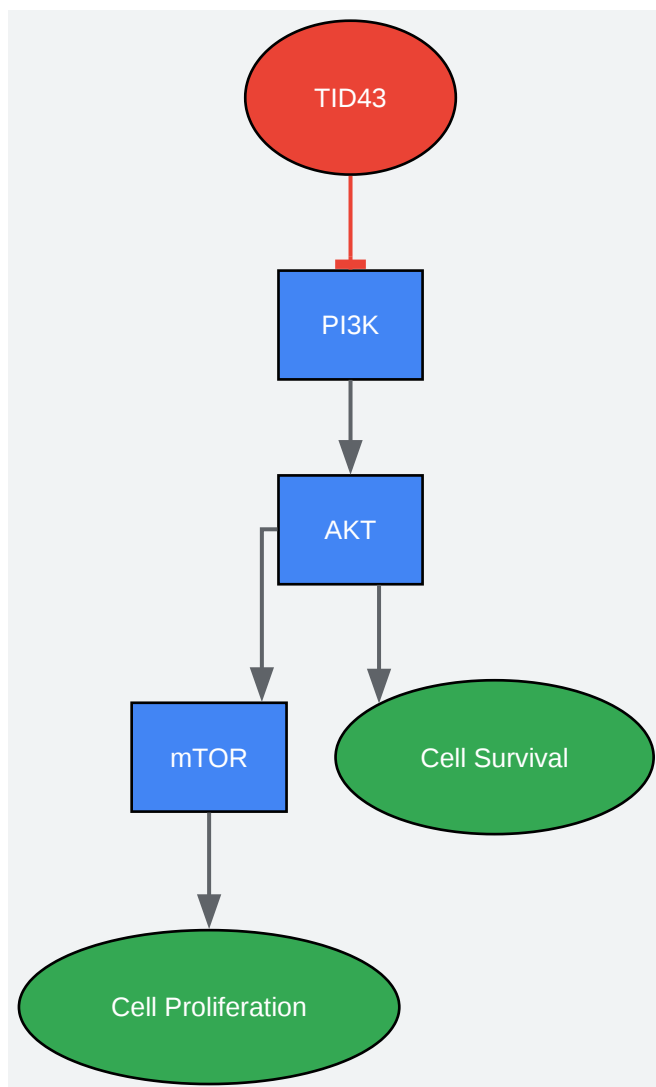 TID43
PI3K
AKT
mTOR
Cell Survival
Cell Proliferation